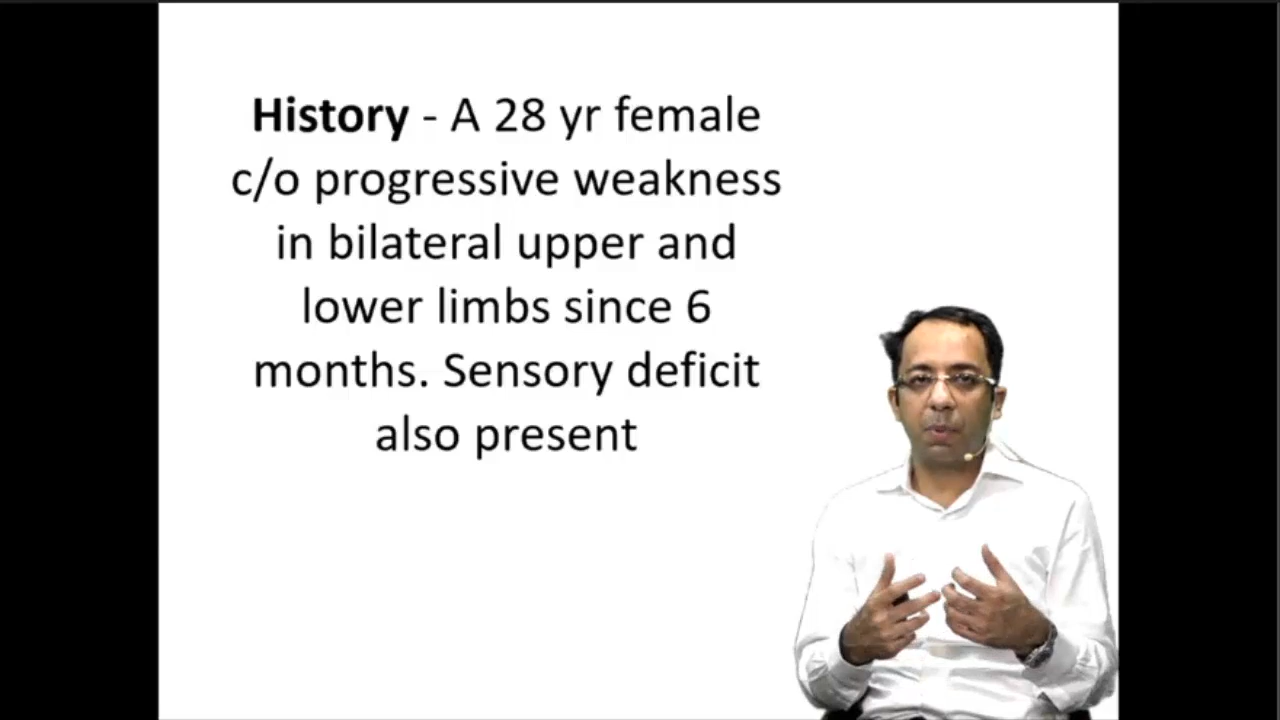 History - A 28 yr female
c/o progressive weakness
in bilateral upper and
lower limbs since 6
months. Sensory deficit
also present